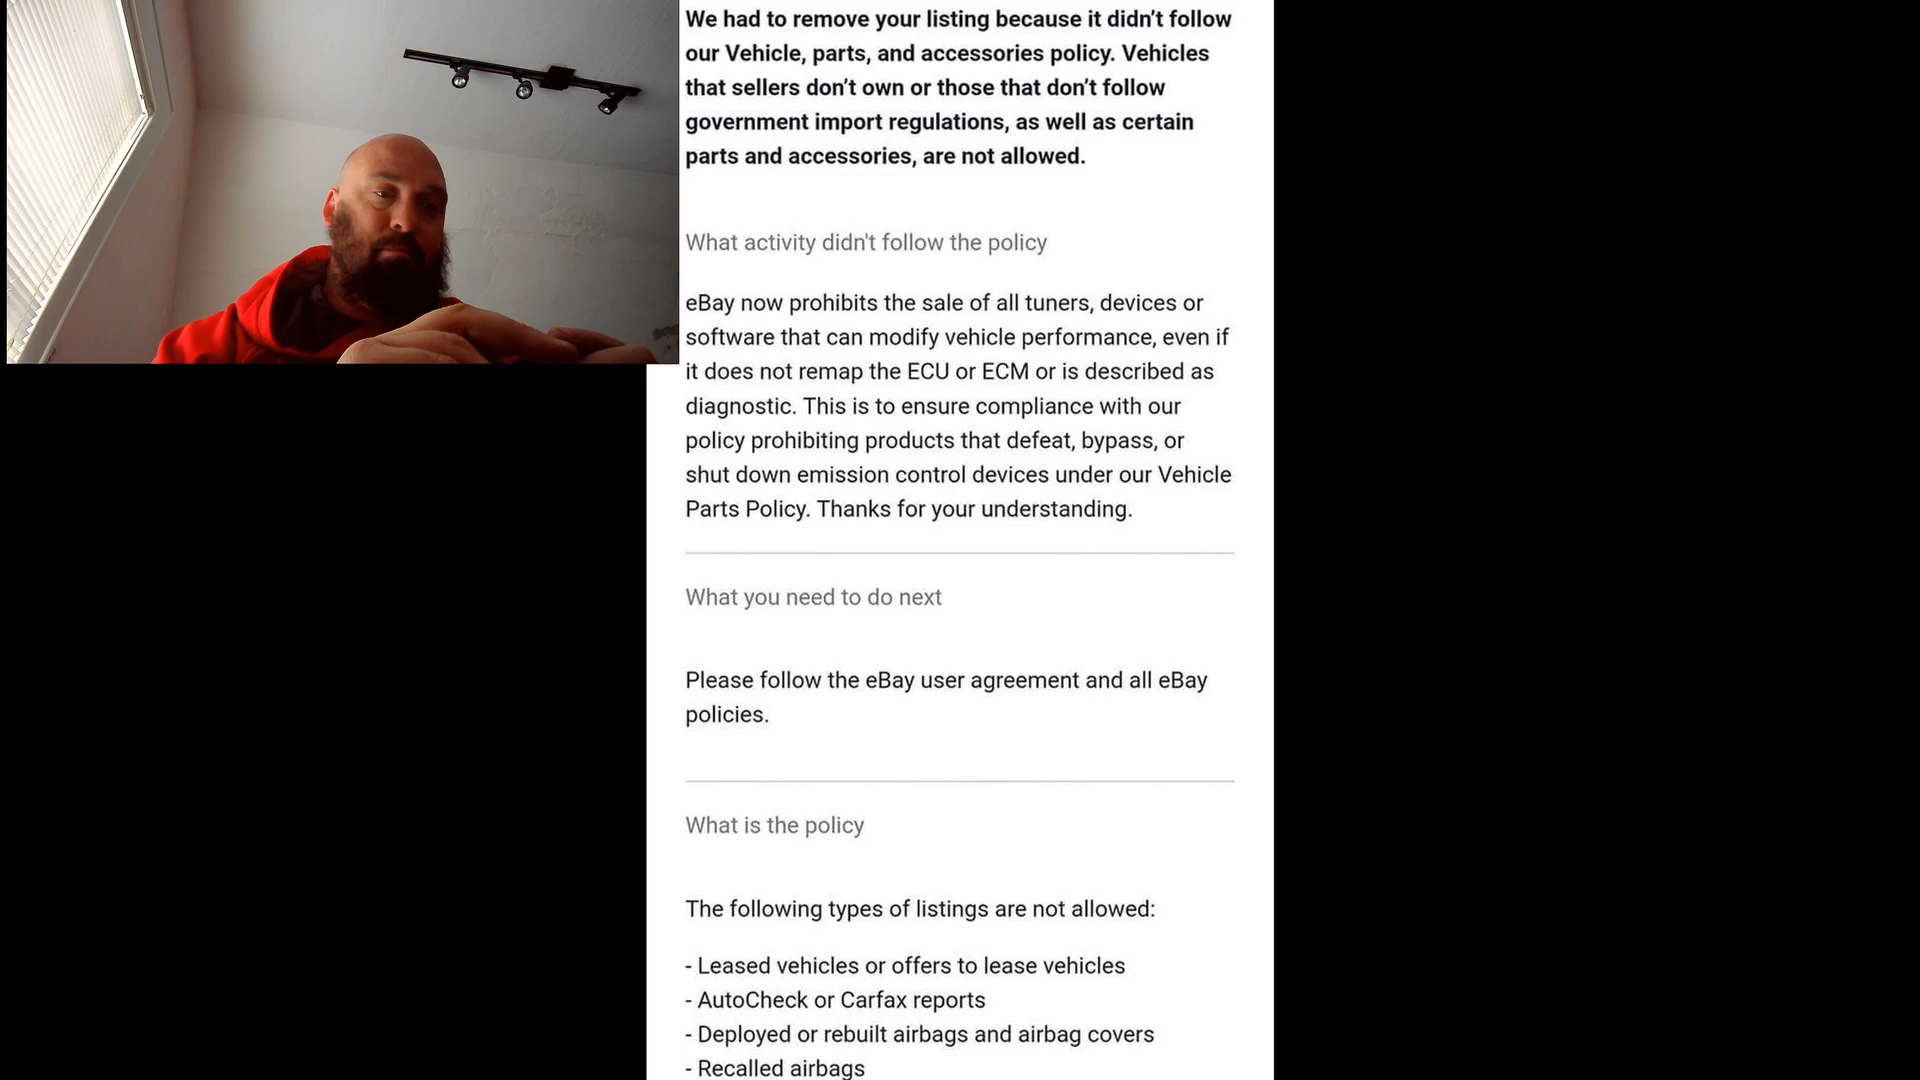 We had to remove your listing because it didn’t follow
our Vehicle, parts, and accessories policy. Vehicles
that sellers don’t own or those that don’t follow
government import regulations, as well as certain
parts and accessories, are not allowed.
What activity didn't follow the policy
eBay now prohibits the sale of all tuners, devices or
software that can modify vehicle performance, even if
it does not remap the ECU or ECM or is described as
diagnostic. This is to ensure compliance with our
policy prohibiting products that defeat, bypass, or
shut down emission control devices under our Vehicle
Parts Policy. Thanks for your understanding.
What you need to do next
Please follow the eBay user agreement and all eBay
policies.
What is the policy
The following types of listings are not allowed:
- Leased vehicles or offers to lease vehicles
- AutoCheck or Carfax reports
- Deployed or rebuilt airbags and airbag covers
- Recalled airbags